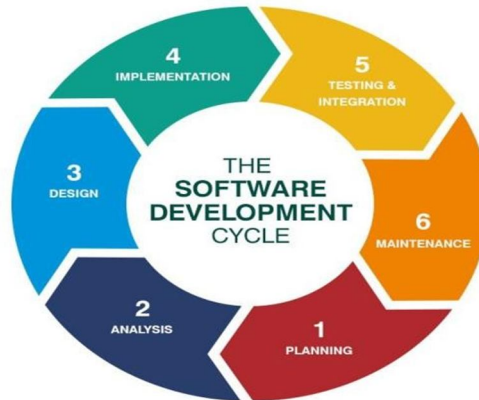 THE
SOFTWARE
DEVELOPMENT
CYCLE
1
PLANNING
2
ANALYSIS
3
DESIGN
4
IMPLEMENTATION
5
TESTING &
INTEGRATION
6
MAINTENANCE